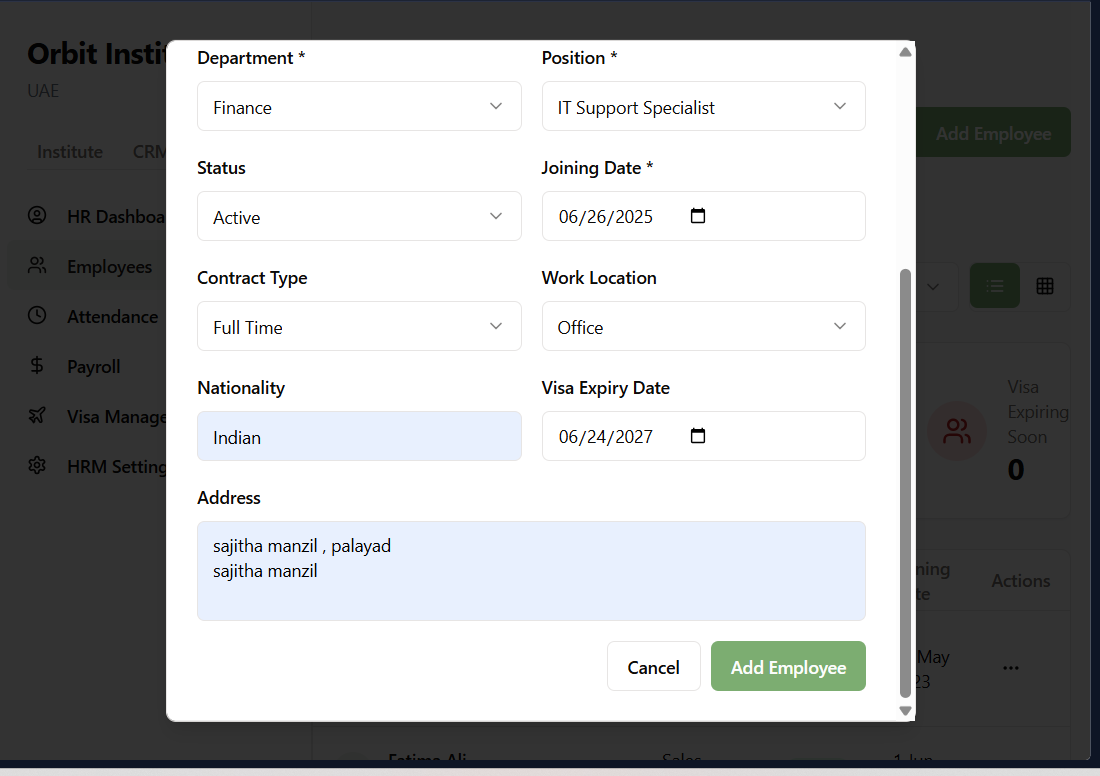 Orbit Instit
UAE
Institute CRM
HR Dashboa
Employees
Attendance
Payroll
Visa Manage
HRM Setting
Department *
Position *
Finance
IT Support Specialist
Status
Joining Date *
Active
06/26/2025
Contract Type
Work Location
Full Time
Office
Nationality
Visa Expiry Date
Indian
06/24/2027
Address
sajitha manzil , palayad
sajitha manzil
Cancel
Add Employee
Add Employee
Visa
Expiring
Soon
0
ning
te
Actions
May
23
Fatima Ali
Sales
1 Jun